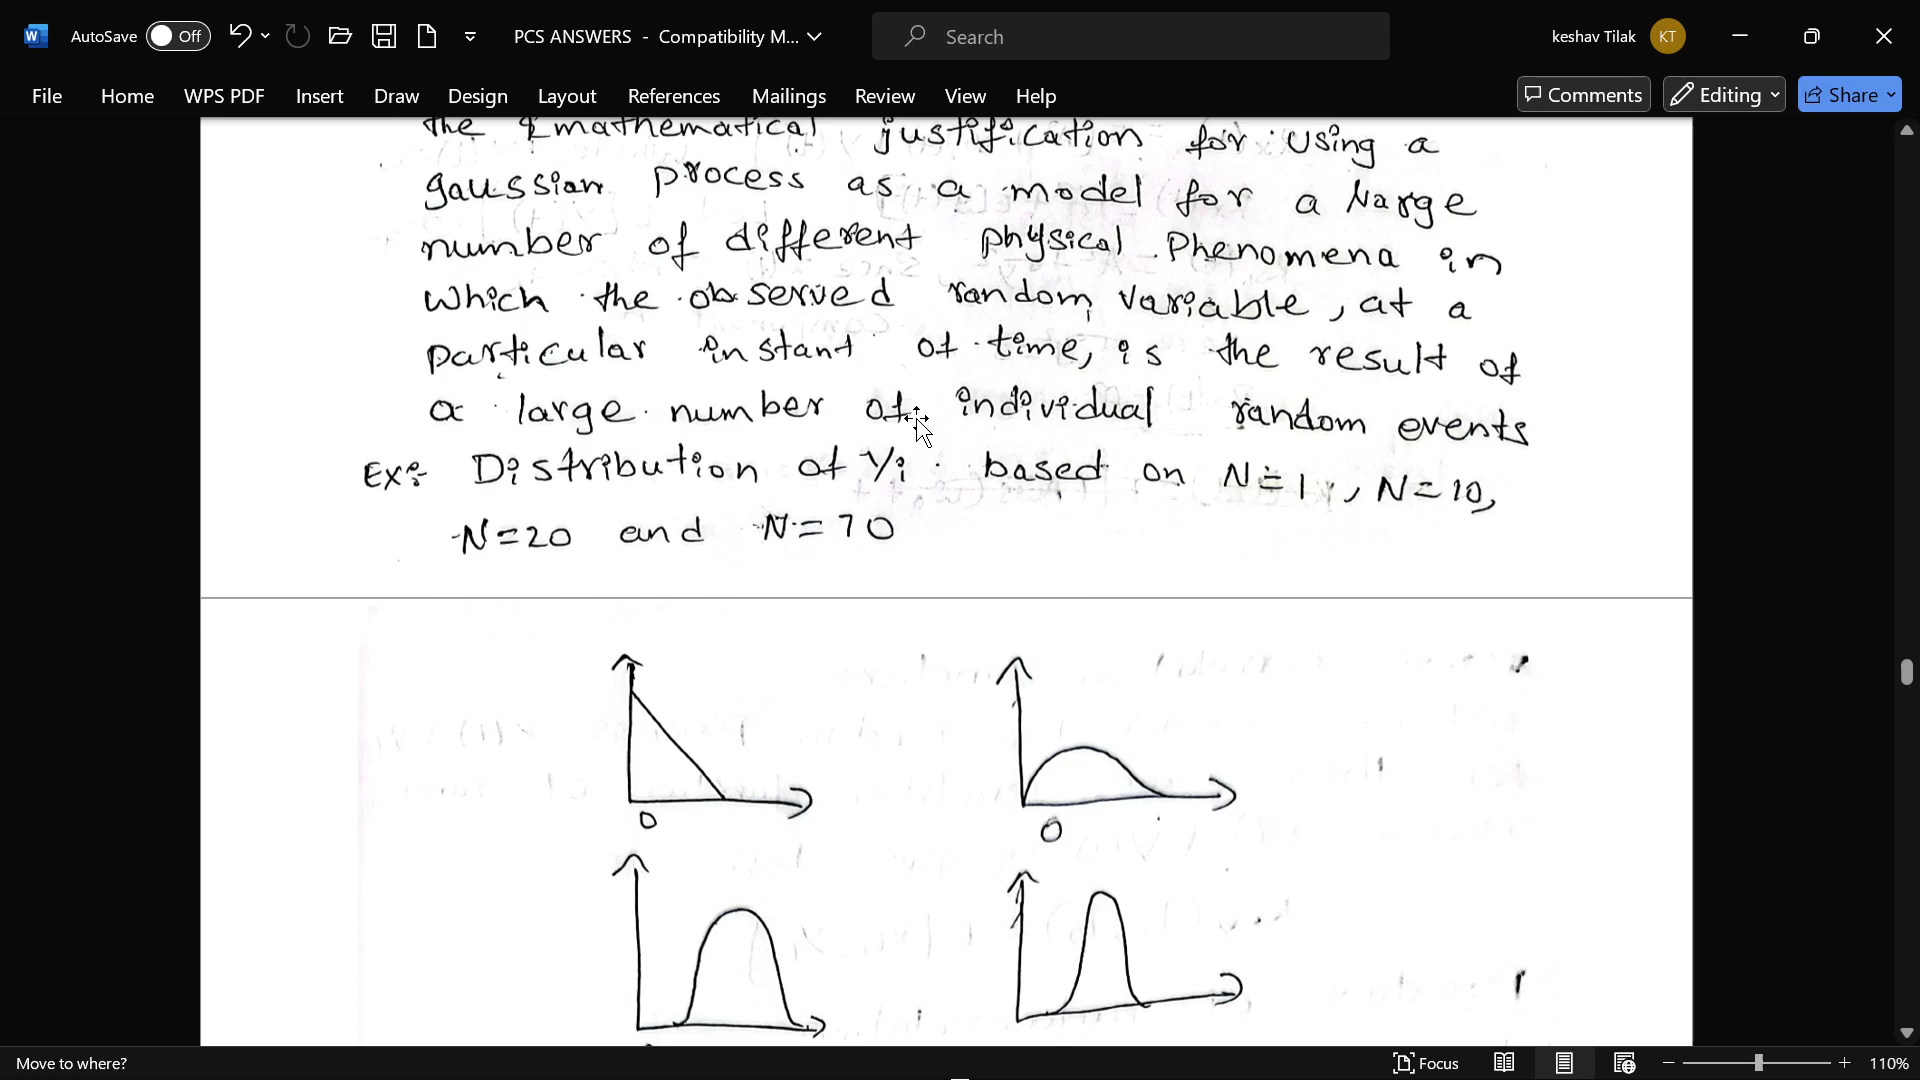 AutoSave Off PCS ANSWERS - Compatibility M... Search keshav Tilak KT
File Home WPS PDF Insert Draw Design Layout References Mailings Review View Help Comments Editing Share
the mathematical justification for using a
gaussian process as a model for a large
number of different physical Phenomena in
which the observed random variable, at a
particular instant of time, is the result of
a large number of individual random events
Ex:- Distribution of Yi based on N=1, N=10,
N=20 and N=70
0 0
Move to where? Focus 110%